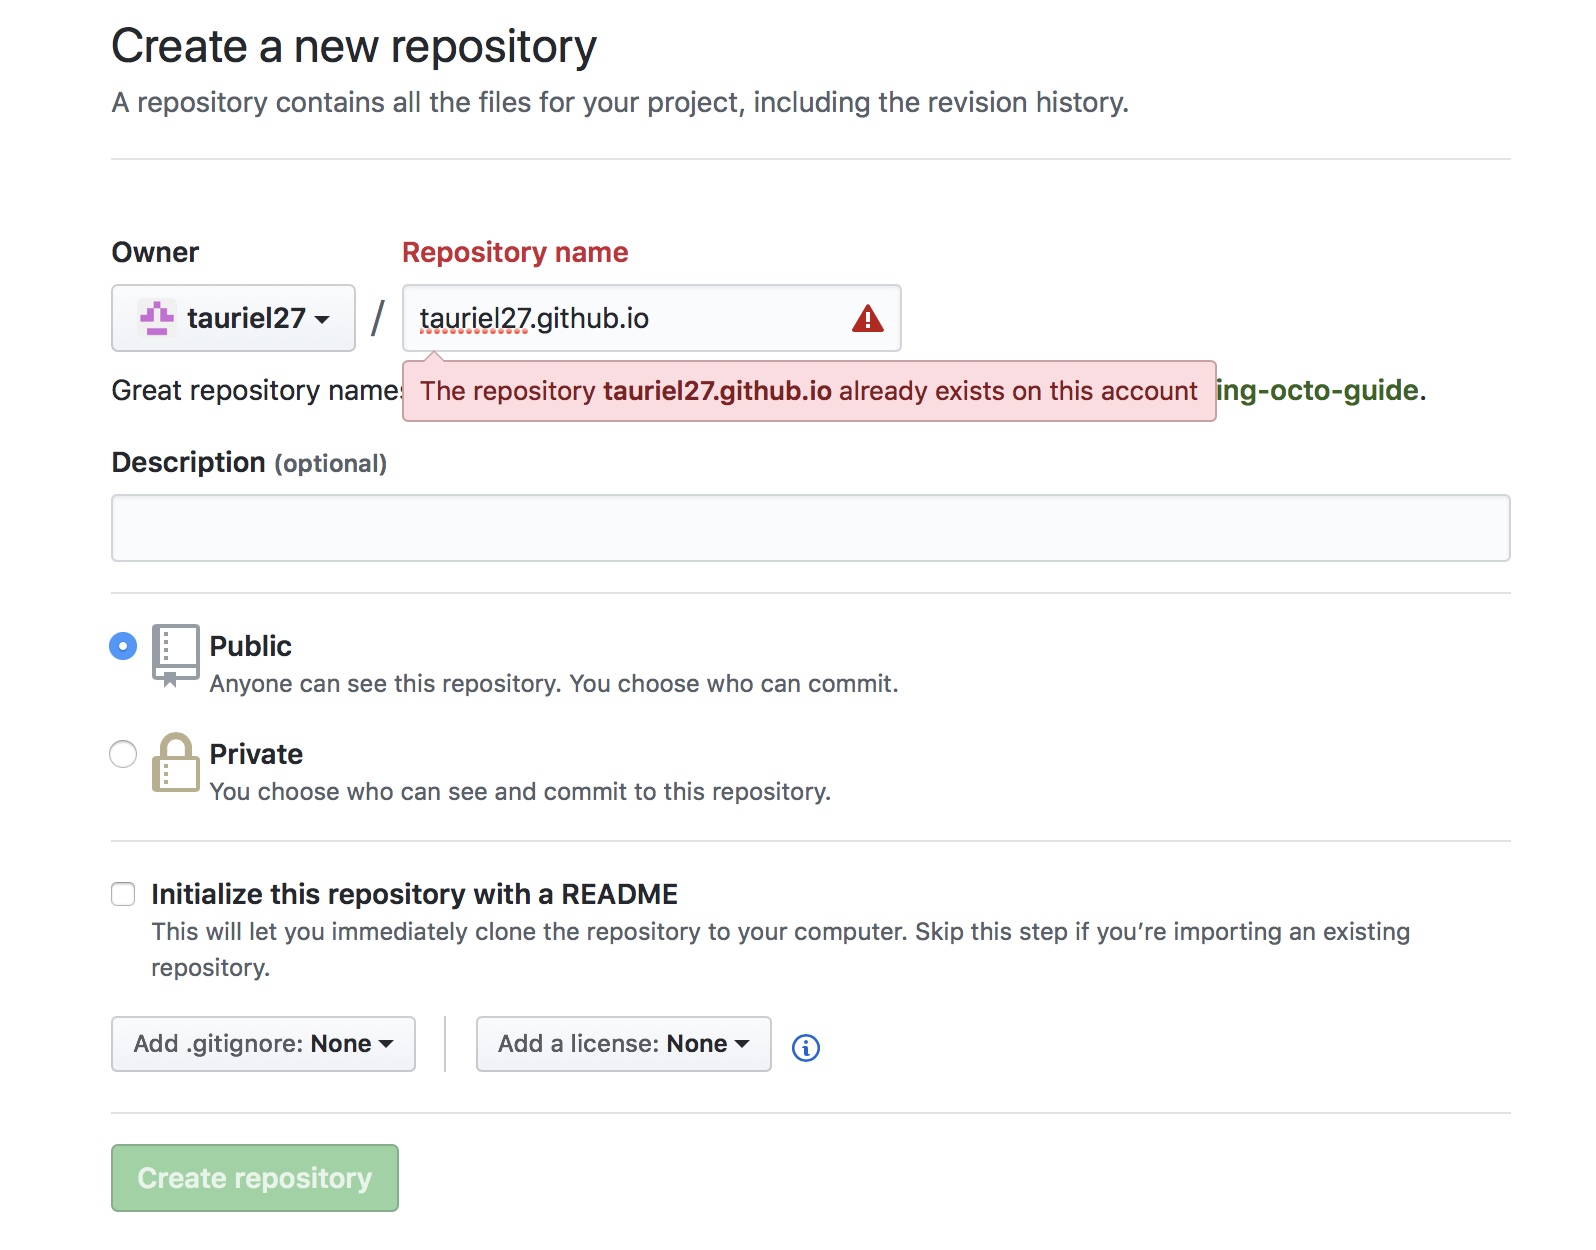 Create a new repository
A repository contains all the files for your project, including the revision history.
Owner
Repository name
tauriel27
/
tauriel27.github.io
Great repository names
The repository tauriel27.github.io already exists on this account
ing-octo-guide.
Description (optional)
Public
Anyone can see this repository. You choose who can commit.
Private
You choose who can see and commit to this repository.
Initialize this repository with a README
This will let you immediately clone the repository to your computer. Skip this step if you’re importing an existing
repository.
Add .gitignore: None
Add a license: None
Create repository